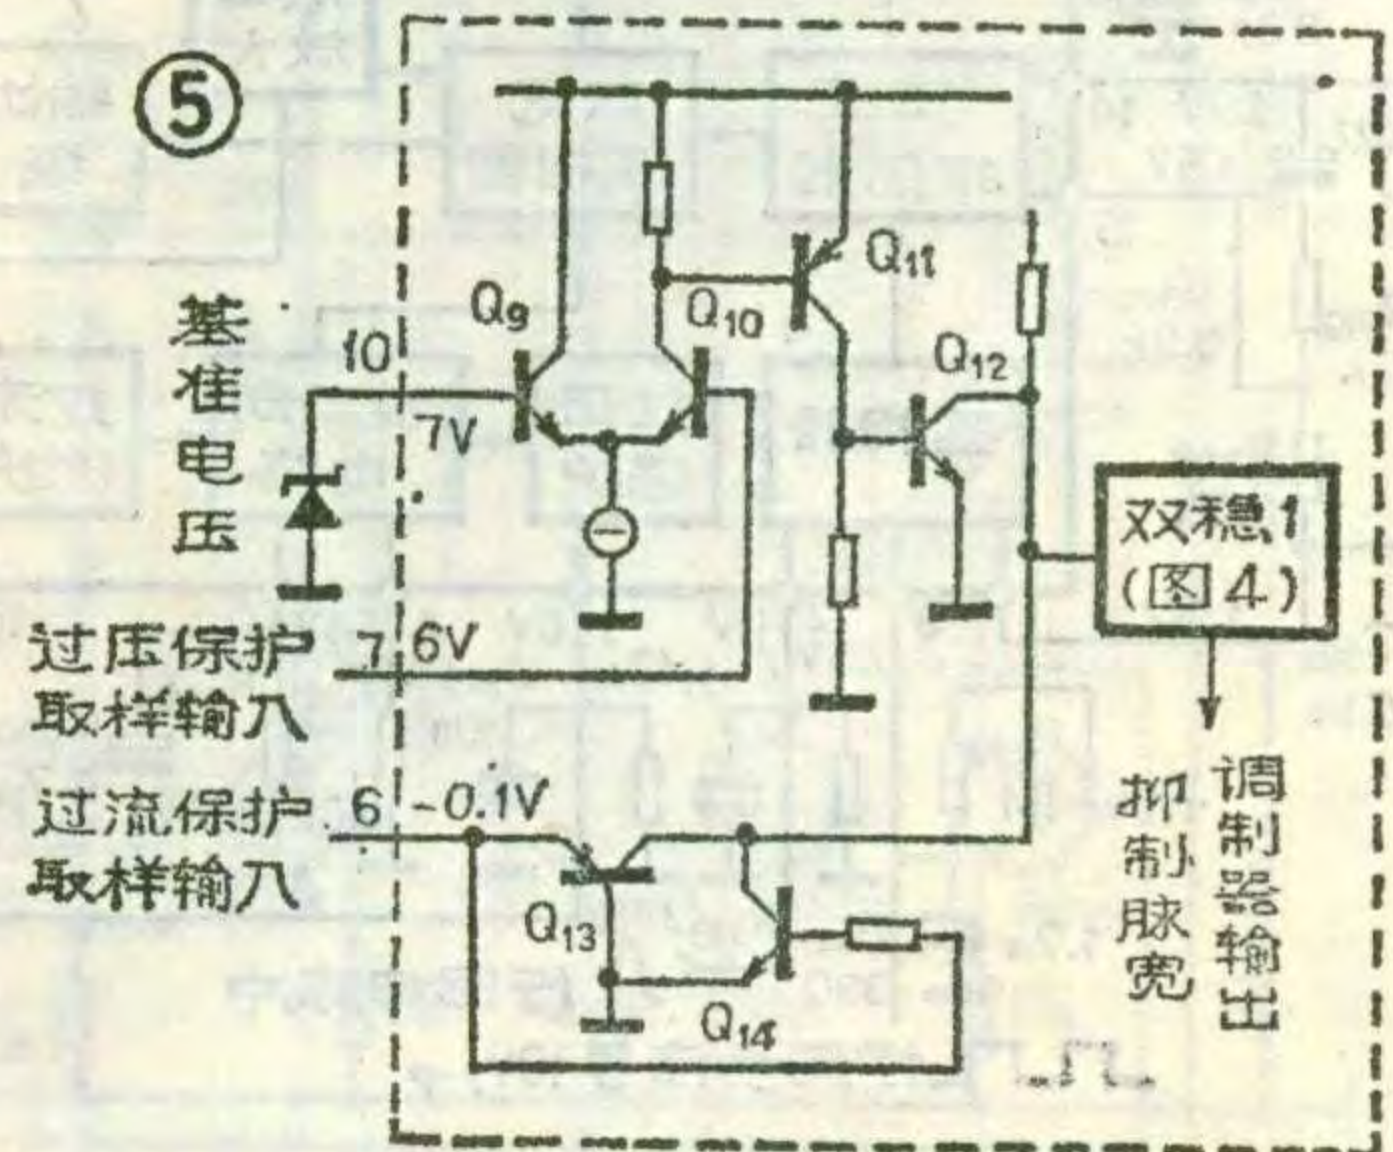 ⑤
Q₉
Q₁₀
Q₁₁
Q₁₂
基准电压
10
7V
双稳1
(图4)
过压保护
取样输入
7
6V
过流保护
取样输入
6
-0.1V
Q₁₃
Q₁₄
调制器输出
抑制脉宽